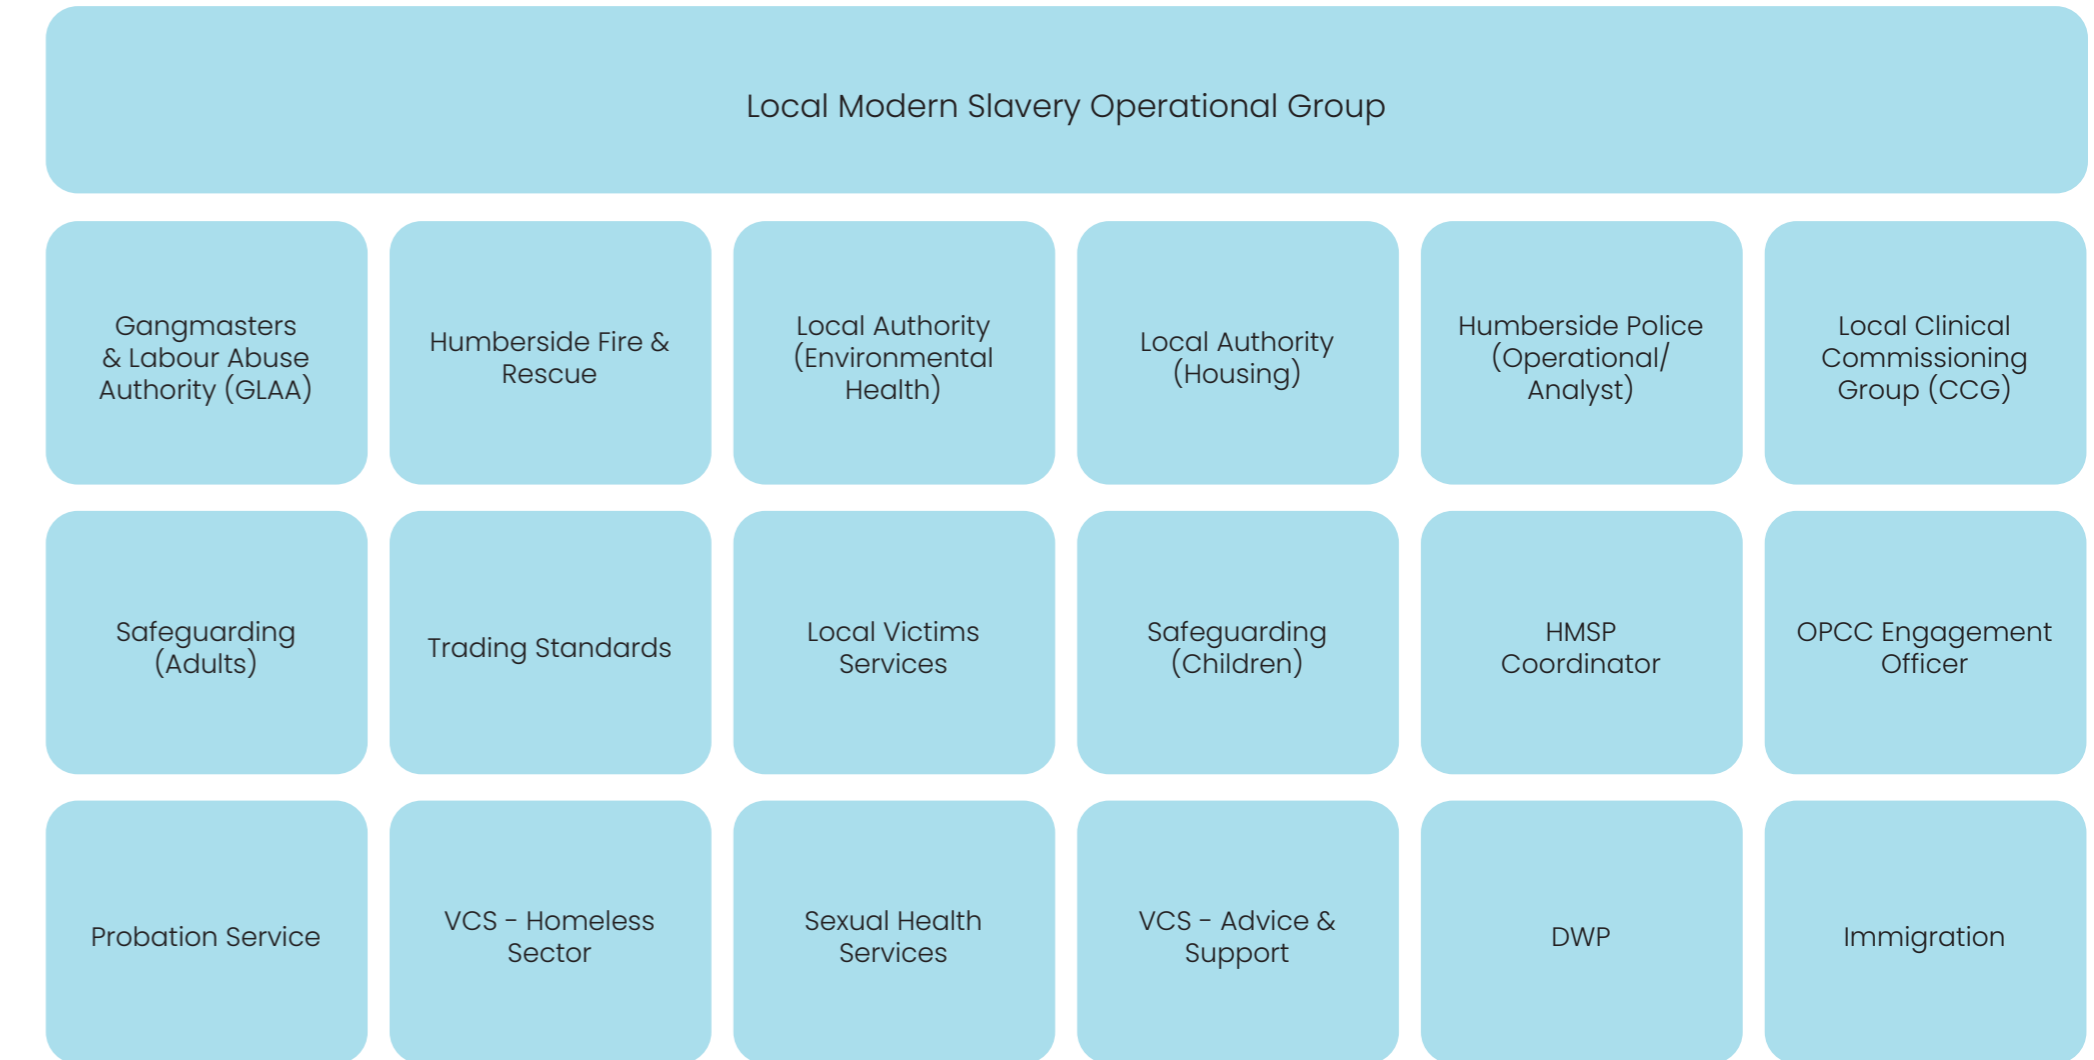 Local Modern Slavery Operational Group
Gangmasters
& Labour Abuse
Authority (GLAA)
Humberside Fire &
Rescue
Local Authority
(Environmental
Health)
Local Authority
(Housing)
Humberside Police
(Operational/
Analyst)
Local Clinical
Commissioning
Group (CCG)
Safeguarding
(Adults)
Trading Standards
Local Victims
Services
Safeguarding
(Children)
HMSP
Coordinator
OPCC Engagement
Officer
Probation Service
VCS - Homeless
Sector
Sexual Health
Services
VCS - Advice &
Support
DWP
Immigration